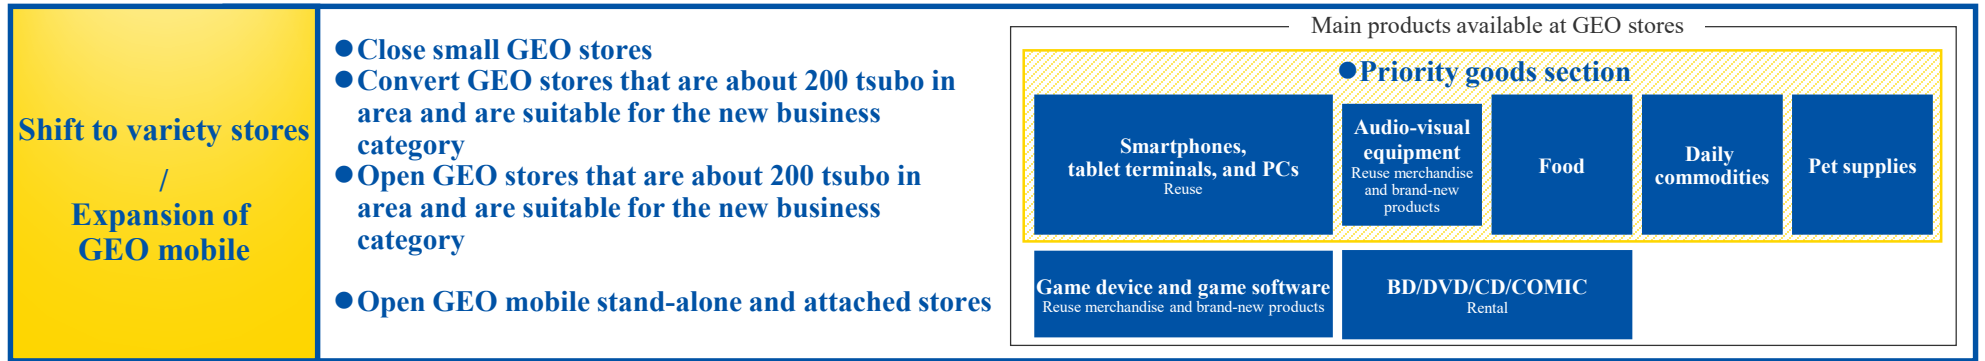 Shift to variety stores
/
Expansion of
GEO mobile
●Close small GEO stores
●Convert GEO stores that are about 200 tsubo in
area and are suitable for the new business
category
●Open GEO stores that are about 200 tsubo in
area and are suitable for the new business
category
●Open GEO mobile stand-alone and attached stores
Main products available at GEO stores
●Priority goods section
Smartphones,
tablet terminals, and PCs
Reuse
Audio-visual
equipment
Reuse merchandise
and brand-new
products
Food
Daily
commodities
Pet supplies
Game device and game software
Reuse merchandise and brand-new products
BD/DVD/CD/COMIC
Rental